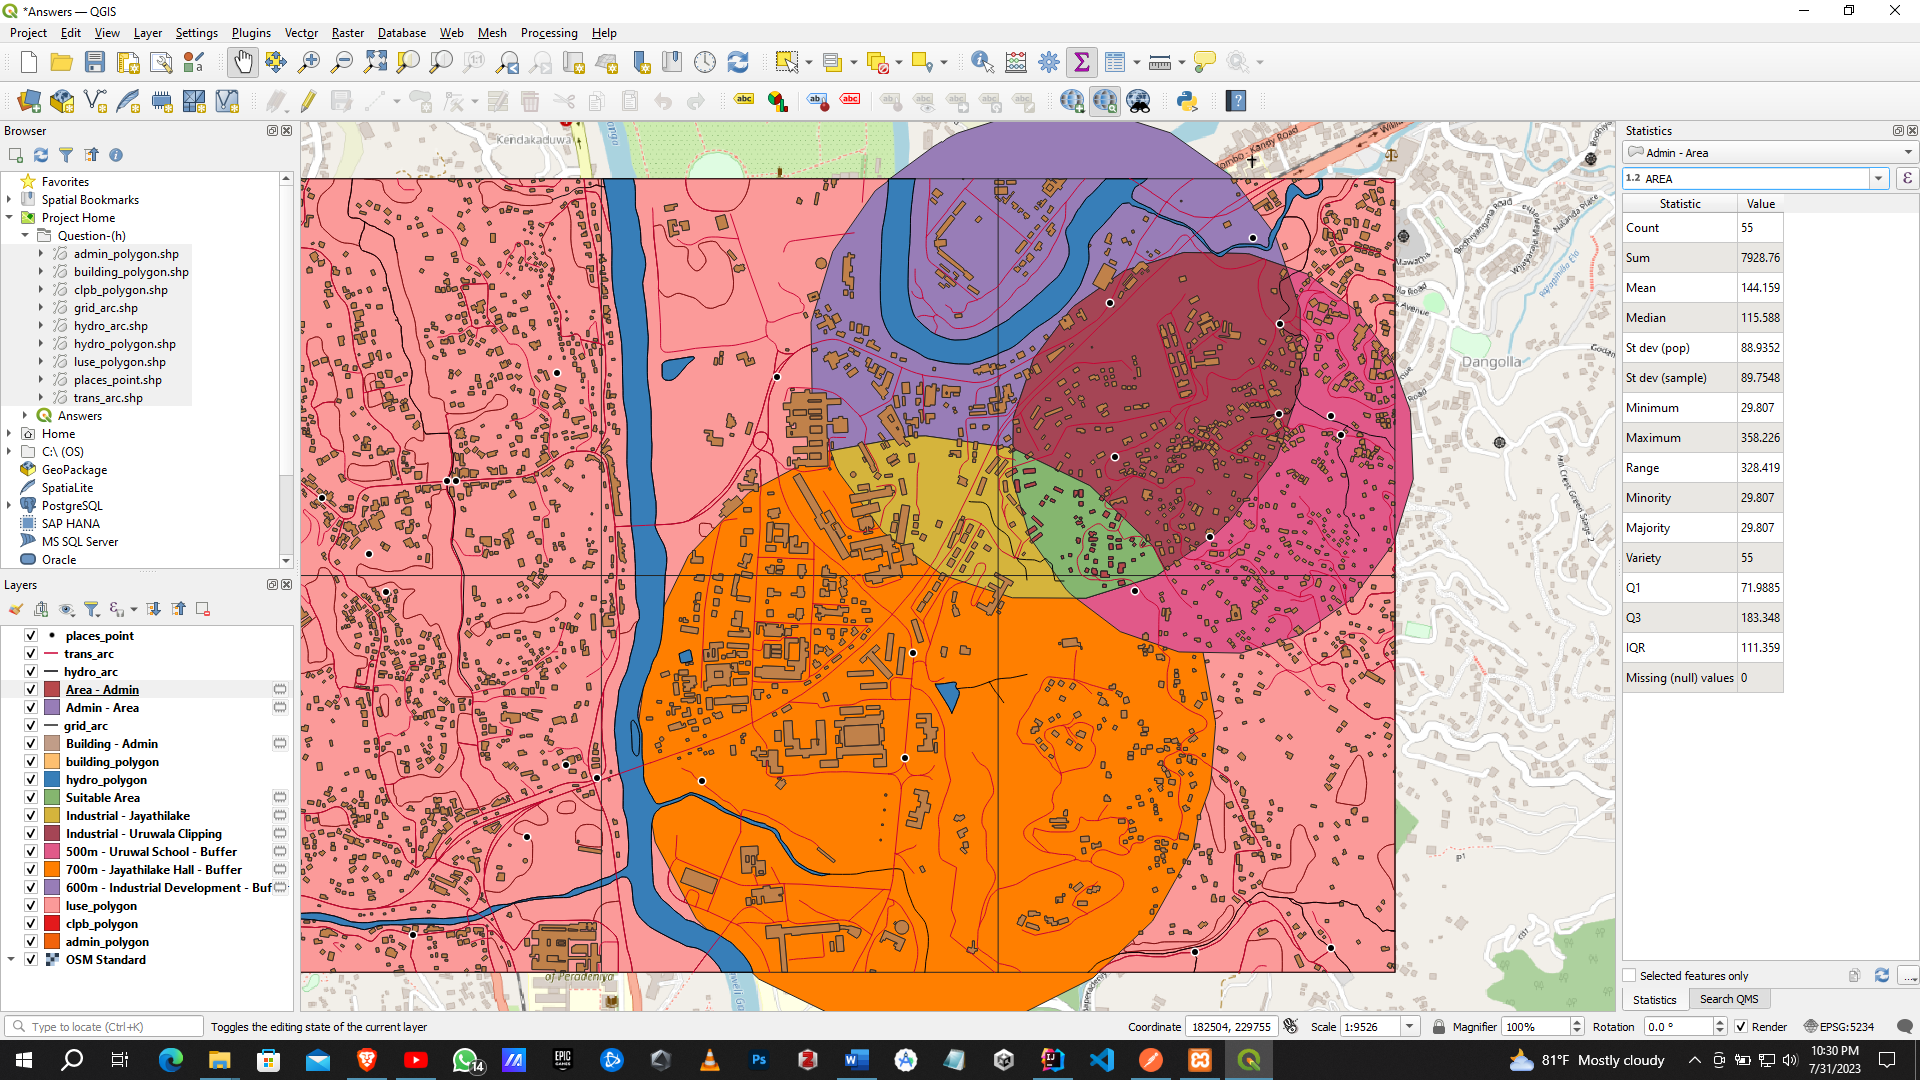 *Answers — QGIS
Project Edit View Layer Settings Plugins Vector Raster Database Web Mesh Processing Help
Browser
Favorites
Spatial Bookmarks
Project Home
Question-(h)
admin_polygon.shp
building_polygon.shp
clpb_polygon.shp
grid_arc.shp
hydro_arc.shp
hydro_polygon.shp
luse_polygon.shp
places_point.shp
trans_arc.shp
Answers
Home
C:\ (OS)
GeoPackage
SpatiaLite
PostgreSQL
SAP HANA
MS SQL Server
Oracle
Layers
places_point
trans_arc
hydro_arc
Area - Admin
Admin - Area
grid_arc
Building - Admin
building_polygon
hydro_polygon
Suitable Area
Industrial - Jayathilake
Industrial - Uruwala Clipping
500m - Uruwal School - Buffer
700m - Jayathilake Hall - Buffer
600m - Industrial Development - Buf
luse_polygon
clpb_polygon
admin_polygon
OSM Standard
Kendakaduwa
Dangolla
of Peradeniya
Statistics
Admin - Area
1.2 AREA
ε
Statistic Value
Count 55
Sum 7928.76
Mean 144.159
Median 115.588
St dev (pop) 88.9352
St dev (sample) 89.7548
Minimum 29.807
Maximum 358.226
Range 328.419
Minority 29.807
Majority 29.807
Variety 55
Q1 71.9885
Q3 183.348
IQR 111.359
Missing (null) values 0
Selected features only
Statistics Search QMS
Type to locate (Ctrl+K) Toggles the editing state of the current layer Coordinate 182504, 229755 Scale 1:9526 Magnifier 100% Rotation 0.0 ° Render EPSG:5234
14
81°F Mostly cloudy
10:30 PM
7/31/2023